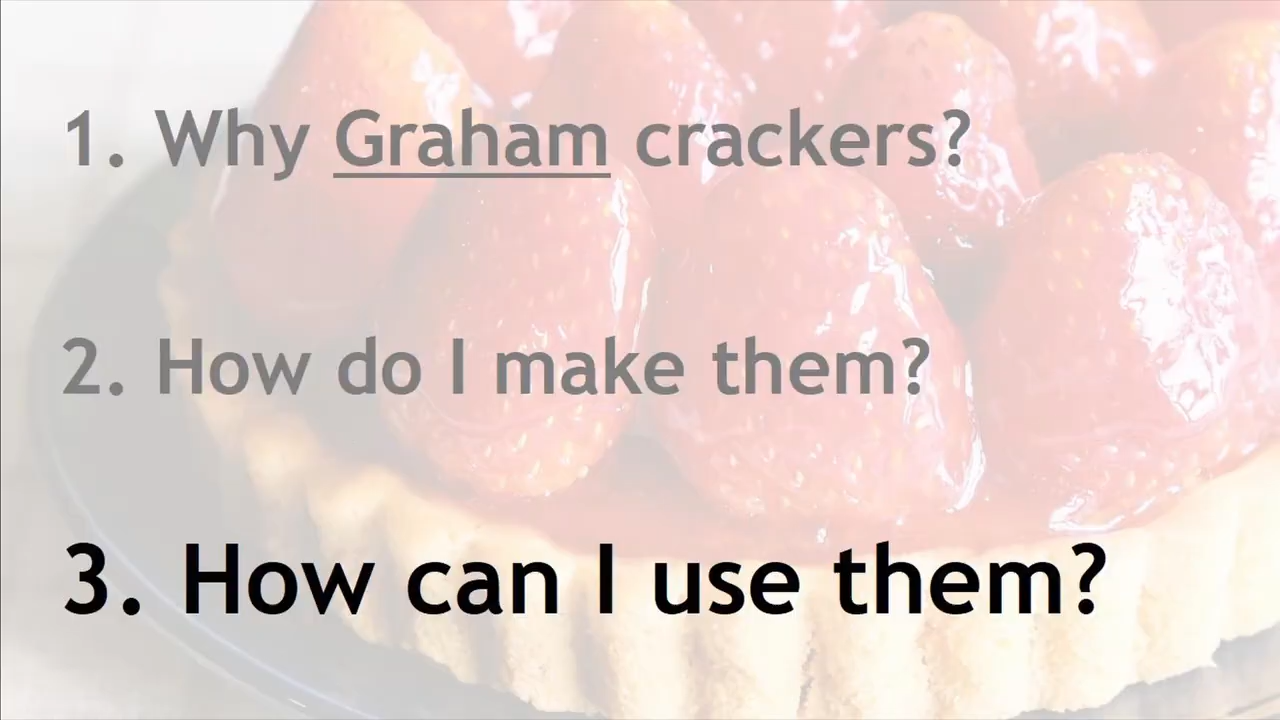 1. Why Graham crackers?
2. How do I make them?
3. How can I use them?